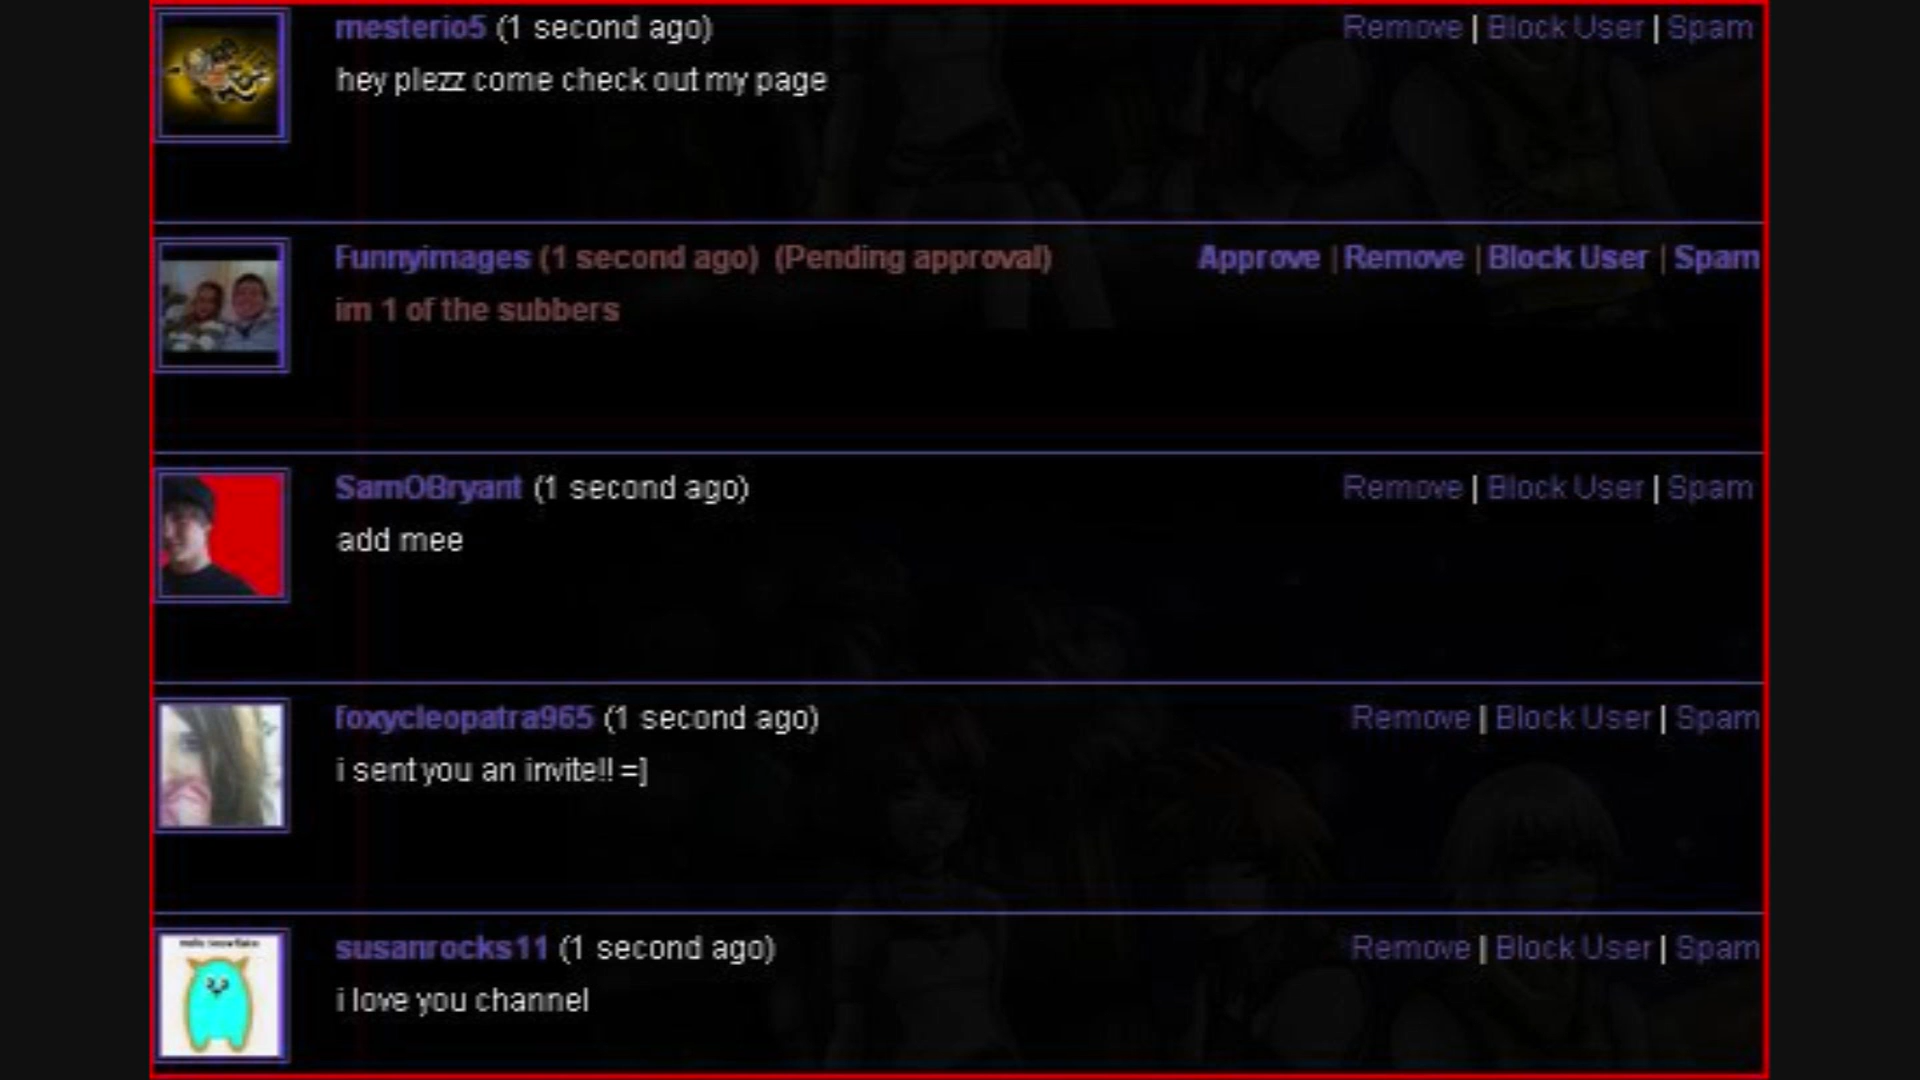 mesterio5 (1 second ago) Remove | Block User | Spam
hey plezz come check out my page
Funnyimages (1 second ago) (Pending approval) Approve | Remove | Block User | Spam
im 1 of the subbers
SamOBryant (1 second ago) Remove | Block User | Spam
add mee
foxycleopatra965 (1 second ago) Remove | Block User | Spam
i sent you an invite!! =]
susanrocks11 (1 second ago) Remove | Block User | Spam
i love you channel